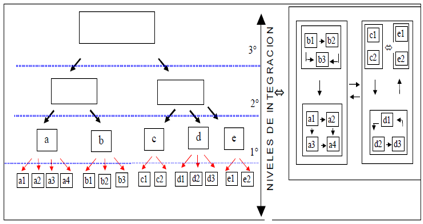 3°
2°
a b c d e
1°
a1 a2 a3 a4 b1 b2 b3 c1 c2 d1 d2 d3 e1 e2
NIVELES DE INTEGRACION
b1 b2
b3
a1 a2
a3 a4
c1 e1
c2 e2
d1
d2 d3